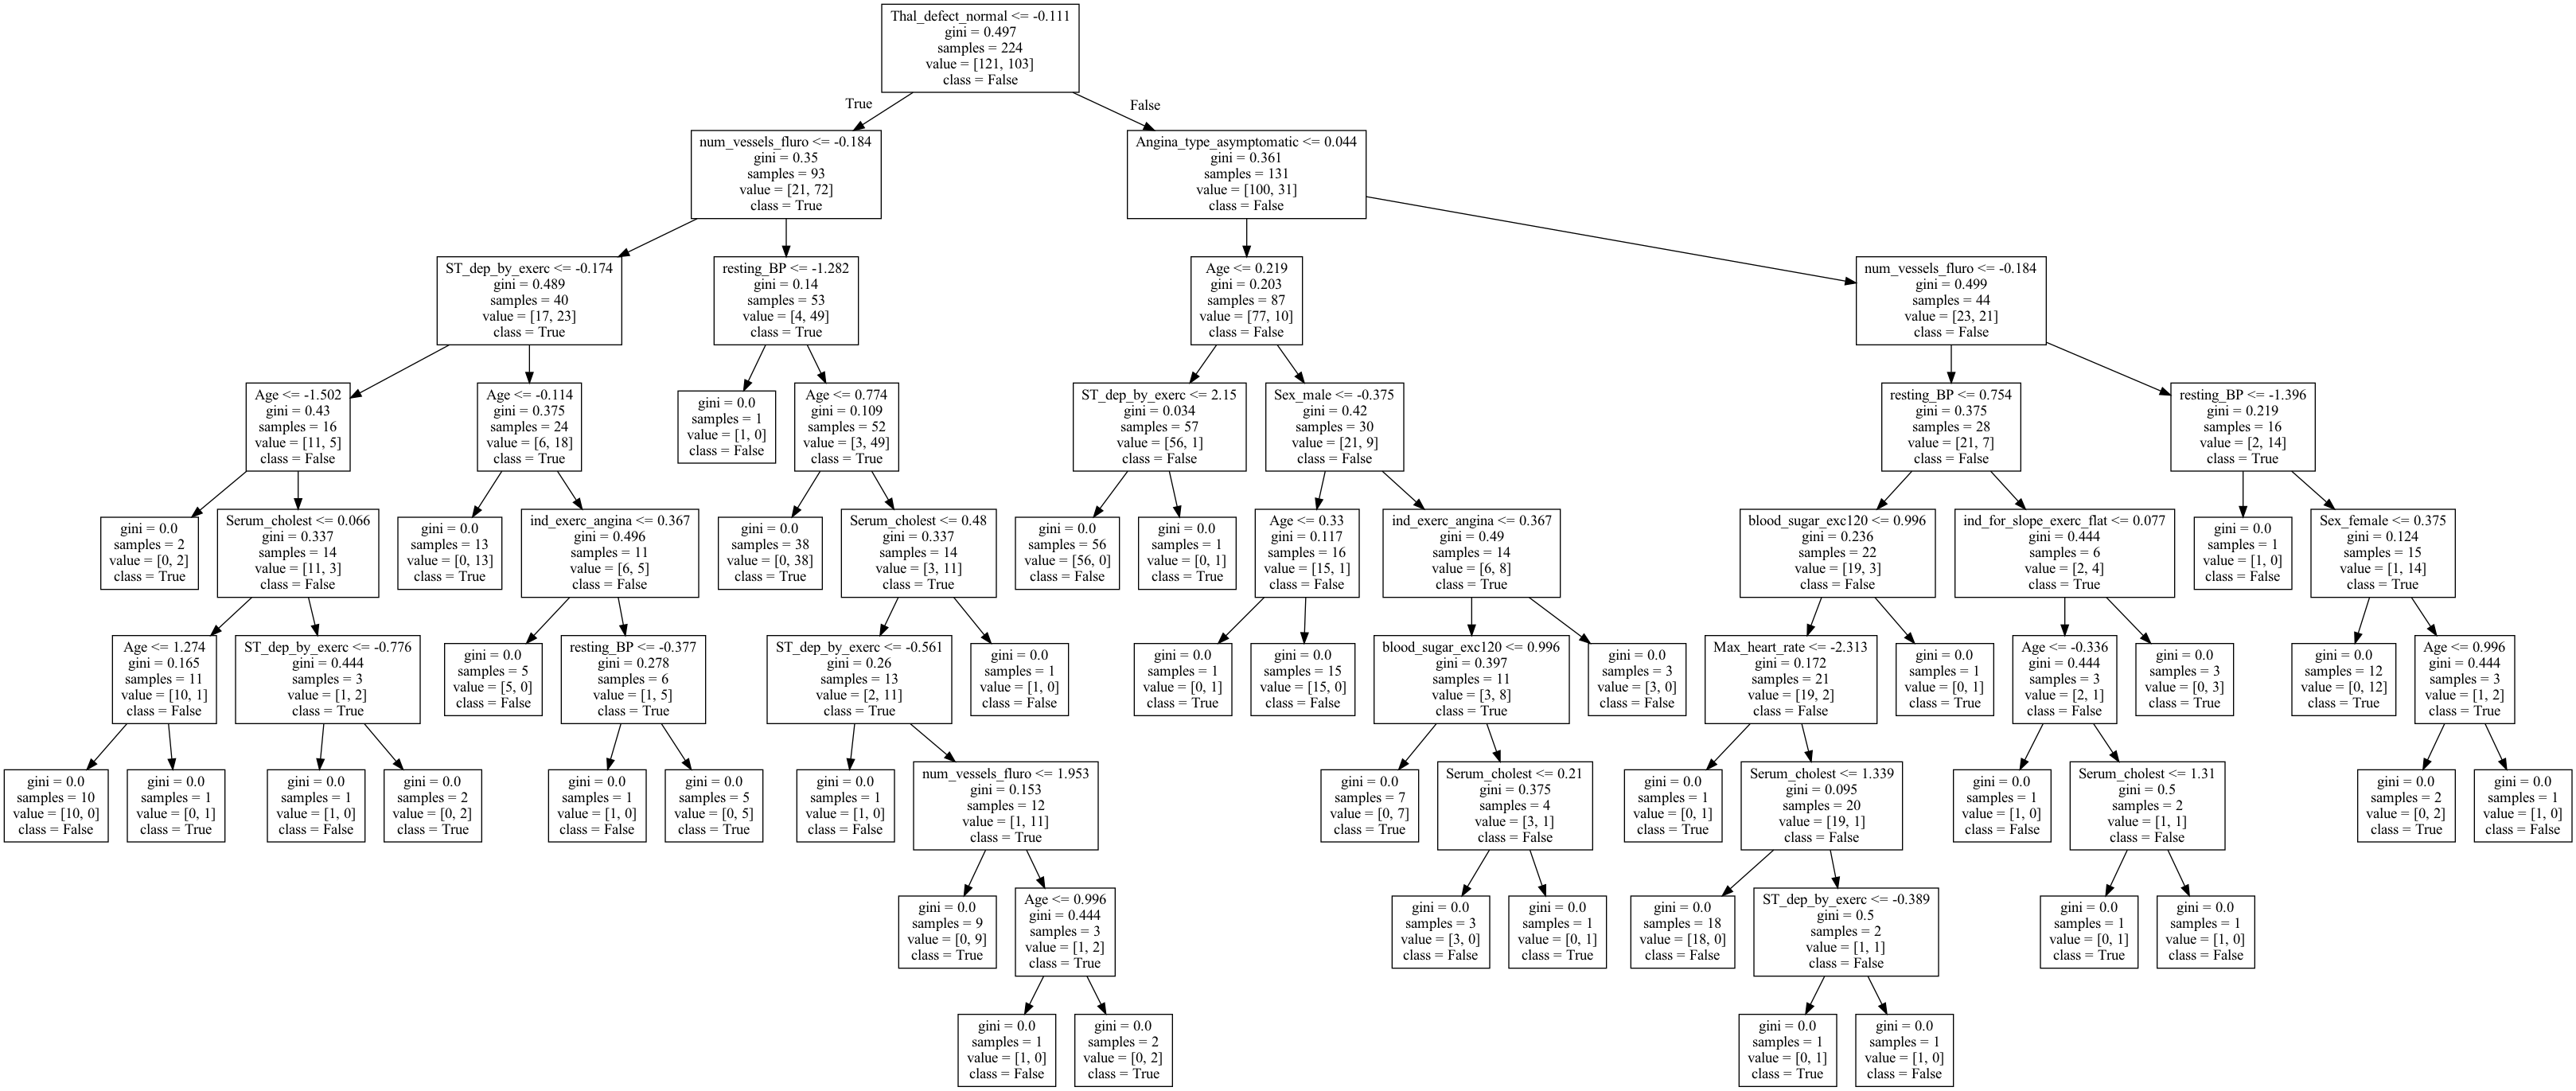 Thal_defect_normal <= -0.111
gini = 0.497
samples = 224
value = [121, 103]
class = False
True
False
num_vessels_fluro <= -0.184
gini = 0.35
samples = 93
value = [21, 72]
class = True
Angina_type_asymptomatic <= 0.044
gini = 0.361
samples = 131
value = [100, 31]
class = False
ST_dep_by_exerc <= -0.174
gini = 0.489
samples = 40
value = [17, 23]
class = True
resting_BP <= -1.282
gini = 0.14
samples = 53
value = [4, 49]
class = True
Age <= 0.219
gini = 0.203
samples = 87
value = [77, 10]
class = False
num_vessels_fluro <= -0.184
gini = 0.499
samples = 44
value = [23, 21]
class = False
Age <= -1.502
gini = 0.43
samples = 16
value = [11, 5]
class = False
Age <= -0.114
gini = 0.375
samples = 24
value = [6, 18]
class = True
gini = 0.0
samples = 1
value = [1, 0]
class = False
Age <= 0.774
gini = 0.109
samples = 52
value = [3, 49]
class = True
ST_dep_by_exerc <= 2.15
gini = 0.034
samples = 57
value = [56, 1]
class = False
Sex_male <= -0.375
gini = 0.42
samples = 30
value = [21, 9]
class = False
resting_BP <= 0.754
gini = 0.375
samples = 28
value = [21, 7]
class = False
resting_BP <= -1.396
gini = 0.219
samples = 16
value = [2, 14]
class = True
gini = 0.0
samples = 2
value = [0, 2]
class = True
Serum_cholest <= 0.066
gini = 0.337
samples = 14
value = [11, 3]
class = False
gini = 0.0
samples = 13
value = [0, 13]
class = True
ind_exerc_angina <= 0.367
gini = 0.496
samples = 11
value = [6, 5]
class = False
gini = 0.0
samples = 38
value = [0, 38]
class = True
Serum_cholest <= 0.48
gini = 0.337
samples = 14
value = [3, 11]
class = True
gini = 0.0
samples = 56
value = [56, 0]
class = False
gini = 0.0
samples = 1
value = [0, 1]
class = True
Age <= 0.33
gini = 0.117
samples = 16
value = [15, 1]
class = False
ind_exerc_angina <= 0.367
gini = 0.49
samples = 14
value = [6, 8]
class = True
blood_sugar_exc120 <= 0.996
gini = 0.236
samples = 22
value = [19, 3]
class = False
ind_for_slope_exerc_flat <= 0.077
gini = 0.444
samples = 6
value = [2, 4]
class = True
gini = 0.0
samples = 1
value = [1, 0]
class = False
Sex_female <= 0.375
gini = 0.124
samples = 15
value = [1, 14]
class = True
Age <= 1.274
gini = 0.165
samples = 11
value = [10, 1]
class = False
ST_dep_by_exerc <= -0.776
gini = 0.444
samples = 3
value = [1, 2]
class = True
gini = 0.0
samples = 5
value = [5, 0]
class = False
resting_BP <= -0.377
gini = 0.278
samples = 6
value = [1, 5]
class = True
ST_dep_by_exerc <= -0.561
gini = 0.26
samples = 13
value = [2, 11]
class = True
gini = 0.0
samples = 1
value = [1, 0]
class = False
gini = 0.0
samples = 1
value = [0, 1]
class = True
gini = 0.0
samples = 15
value = [15, 0]
class = False
blood_sugar_exc120 <= 0.996
gini = 0.397
samples = 11
value = [3, 8]
class = True
gini = 0.0
samples = 3
value = [3, 0]
class = False
Max_heart_rate <= -2.313
gini = 0.172
samples = 21
value = [19, 2]
class = False
gini = 0.0
samples = 1
value = [0, 1]
class = True
Age <= -0.336
gini = 0.444
samples = 3
value = [2, 1]
class = False
gini = 0.0
samples = 3
value = [0, 3]
class = True
gini = 0.0
samples = 12
value = [0, 12]
class = True
Age <= 0.996
gini = 0.444
samples = 3
value = [1, 2]
class = True
gini = 0.0
samples = 10
value = [10, 0]
class = False
gini = 0.0
samples = 1
value = [0, 1]
class = True
gini = 0.0
samples = 1
value = [1, 0]
class = False
gini = 0.0
samples = 2
value = [0, 2]
class = True
gini = 0.0
samples = 1
value = [1, 0]
class = False
gini = 0.0
samples = 5
value = [0, 5]
class = True
gini = 0.0
samples = 1
value = [1, 0]
class = False
num_vessels_fluro <= 1.953
gini = 0.153
samples = 12
value = [1, 11]
class = True
gini = 0.0
samples = 7
value = [0, 7]
class = True
Serum_cholest <= 0.21
gini = 0.375
samples = 4
value = [3, 1]
class = False
gini = 0.0
samples = 1
value = [0, 1]
class = True
Serum_cholest <= 1.339
gini = 0.095
samples = 20
value = [19, 1]
class = False
gini = 0.0
samples = 1
value = [1, 0]
class = False
Serum_cholest <= 1.31
gini = 0.5
samples = 2
value = [1, 1]
class = False
gini = 0.0
samples = 2
value = [0, 2]
class = True
gini = 0.0
samples = 1
value = [1, 0]
class = False
gini = 0.0
samples = 9
value = [0, 9]
class = True
Age <= 0.996
gini = 0.444
samples = 3
value = [1, 2]
class = True
gini = 0.0
samples = 3
value = [3, 0]
class = False
gini = 0.0
samples = 1
value = [0, 1]
class = True
gini = 0.0
samples = 18
value = [18, 0]
class = False
ST_dep_by_exerc <= -0.389
gini = 0.5
samples = 2
value = [1, 1]
class = False
gini = 0.0
samples = 1
value = [0, 1]
class = True
gini = 0.0
samples = 1
value = [1, 0]
class = False
gini = 0.0
samples = 1
value = [1, 0]
class = False
gini = 0.0
samples = 2
value = [0, 2]
class = True
gini = 0.0
samples = 1
value = [0, 1]
class = True
gini = 0.0
samples = 1
value = [1, 0]
class = False